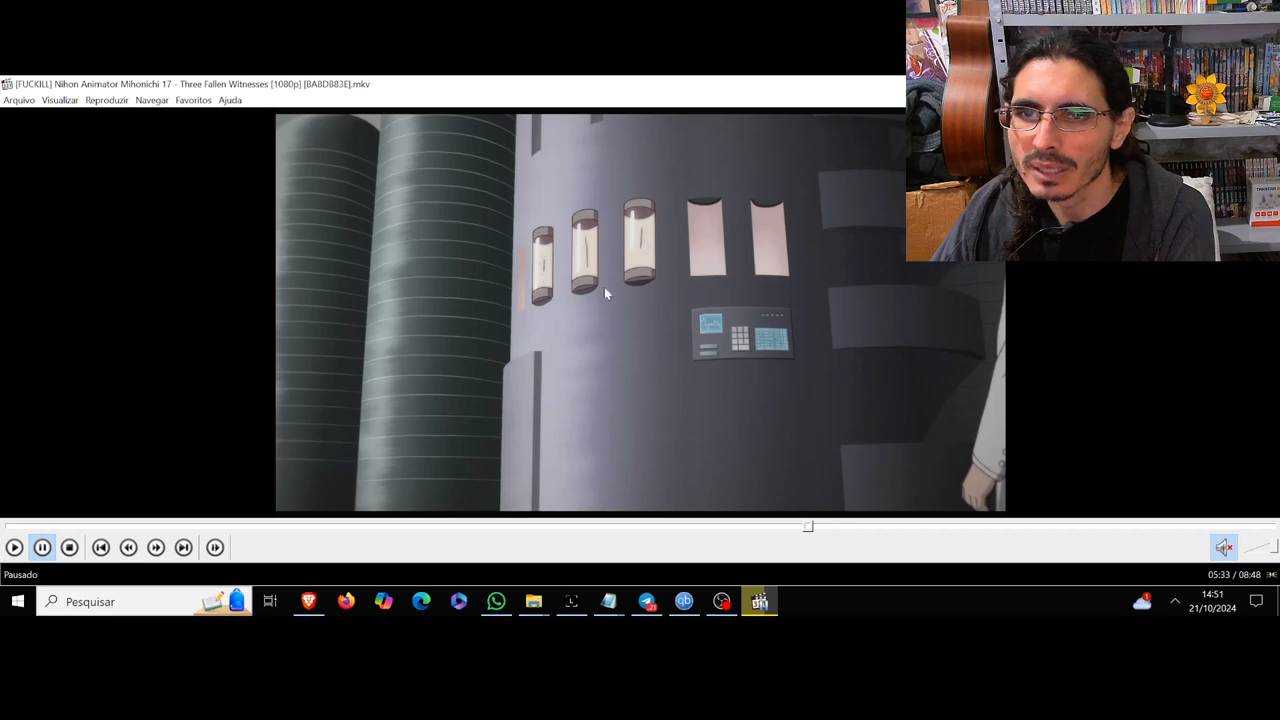 [FUCKILL] Nihon Animator Mihonichi 17 - Three Fallen Witnesses [1080p] [BA8DB83E].mkv
Arquivo Visualizar Reproduzir Navegar Favoritos Ajuda
Pausado
05:33 / 08:48
Pesquisar
14:51
21/10/2024